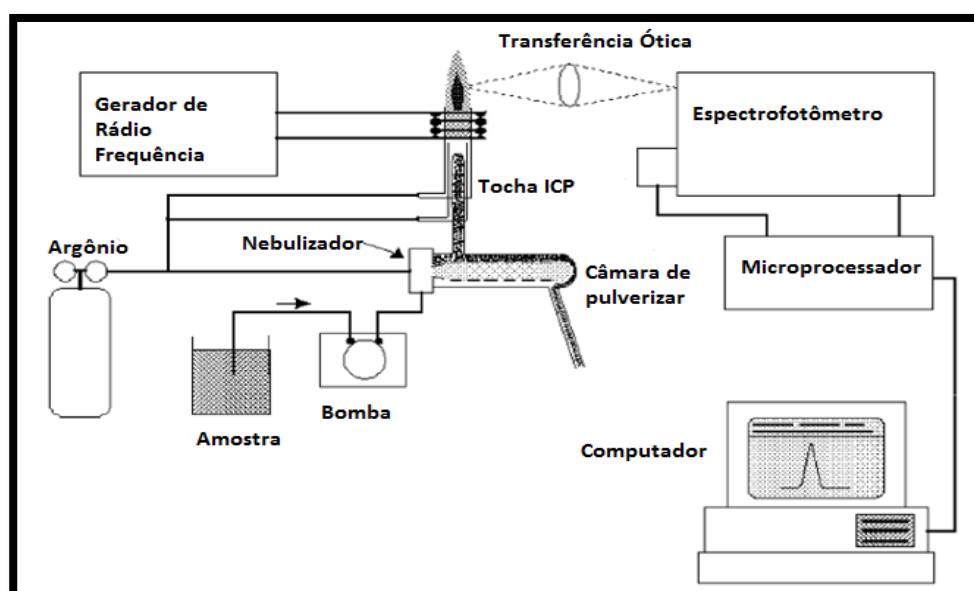 Transferência Ótica
Gerador de
Rádio
Frequência
Espectrofotômetro
Tocha ICP
Argônio
Nebulizador
Câmara de
pulverizar
Microprocessador
Bomba
Amostra
Computador